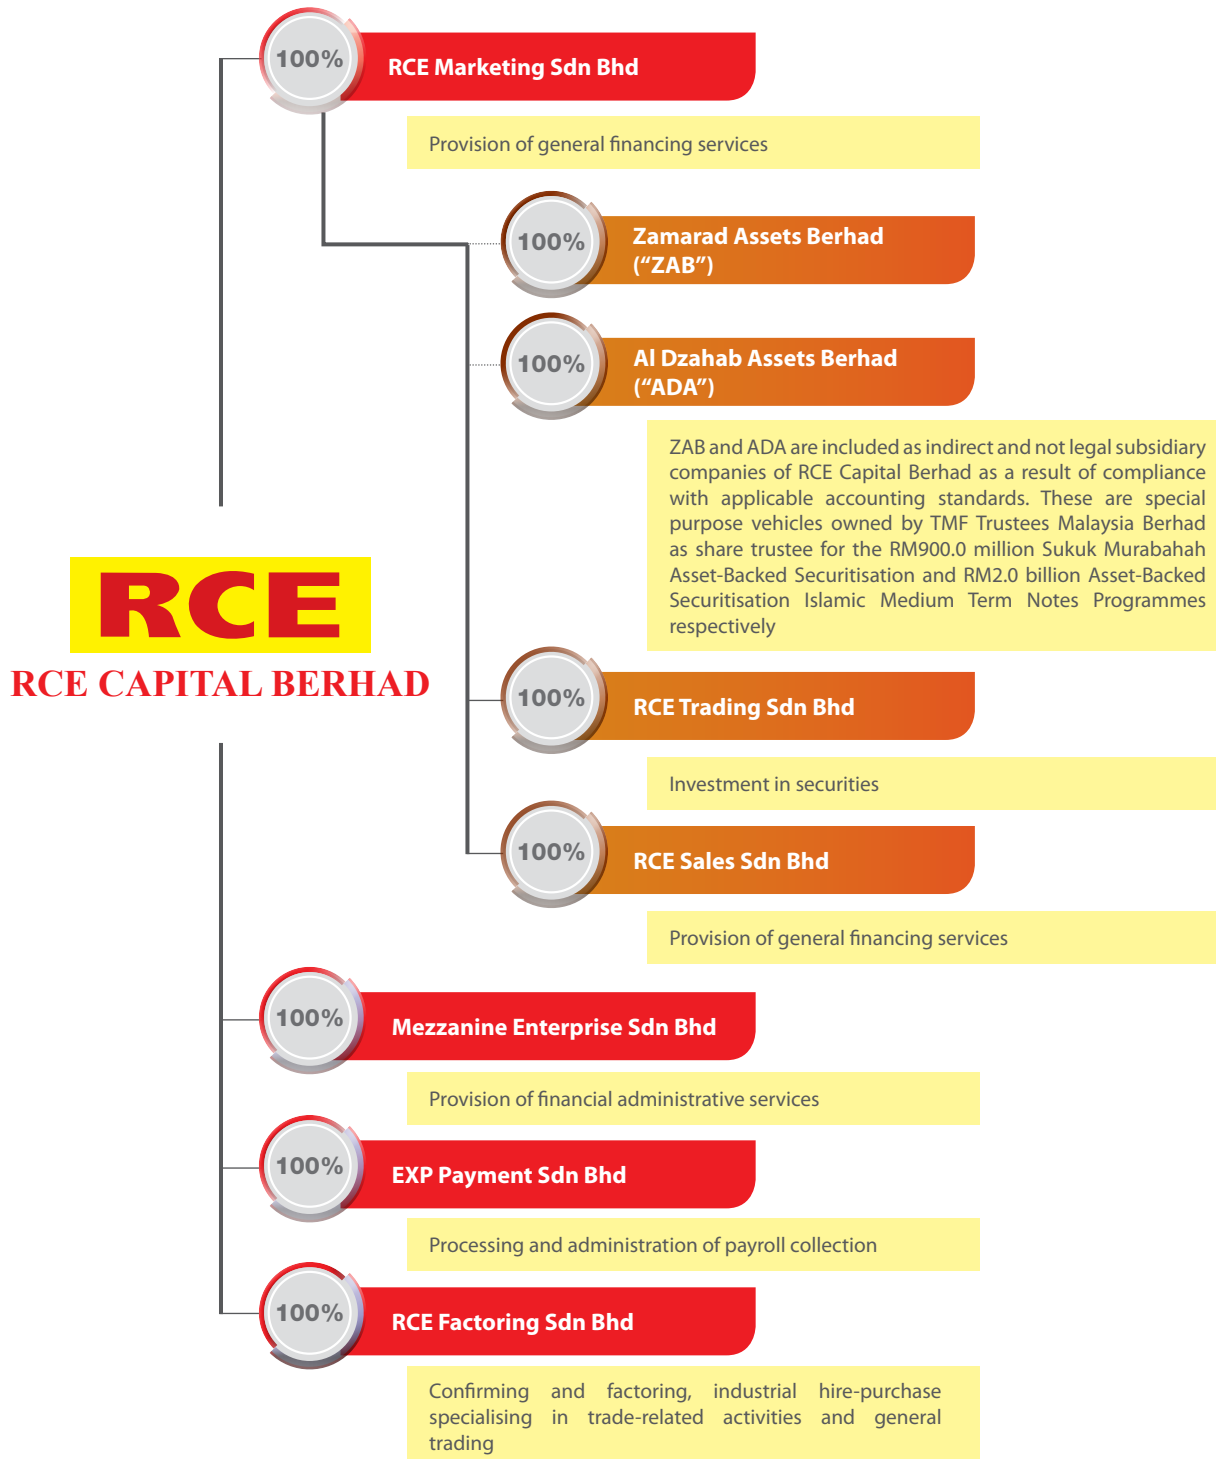 100%
RCE Marketing Sdn Bhd
Provision of general financing services
100%
Zamarad Assets Berhad
(“ZAB”)
100%
Al Dzahab Assets Berhad
(“ADA”)
ZAB and ADA are included as indirect and not legal subsidiary
companies of RCE Capital Berhad as a result of compliance
with applicable accounting standards. These are special
purpose vehicles owned by TMF Trustees Malaysia Berhad
as share trustee for the RM900.0 million Sukuk Murabahah
Asset-Backed Securitisation and RM2.0 billion Asset-Backed
Securitisation Islamic Medium Term Notes Programmes
respectively
RCE
RCE CAPITAL BERHAD
100%
RCE Trading Sdn Bhd
Investment in securities
100%
RCE Sales Sdn Bhd
Provision of general financing services
100%
Mezzanine Enterprise Sdn Bhd
Provision of financial administrative services
100%
EXP Payment Sdn Bhd
Processing and administration of payroll collection
100%
RCE Factoring Sdn Bhd
Confirming and factoring, industrial hire-purchase
specialising in trade-related activities and general
trading